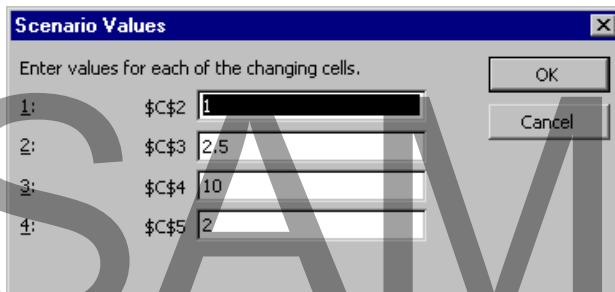 Scenario Values
Enter values for each of the changing cells.
OK
1: $C$2 1
Cancel
2: $C$3 2.5
3: $C$4 10
4: $C$5 2
SAM